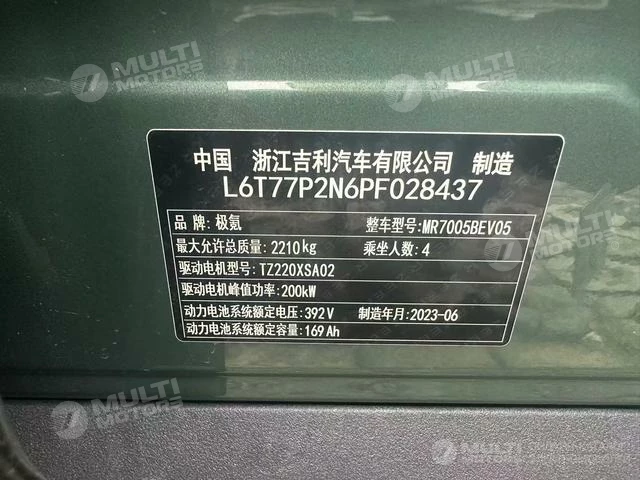 MULTI
MOTORS
MULTI
MOTORS
中国 浙江吉利汽车有限公司 制造
L6T77P2N6PF028437
品牌:极氪 整车型号:MR7005BEV05
最大允许总质量:2210kg 乘坐人数:4
驱动电机型号:TZ220XSA02
驱动电机峰值功率:200kW
动力电池系统额定电压:392V 制造年月:2023-06
动力电池系统额定容量:169Ah
MULTI
MOTORS
MULTI
MOTORS